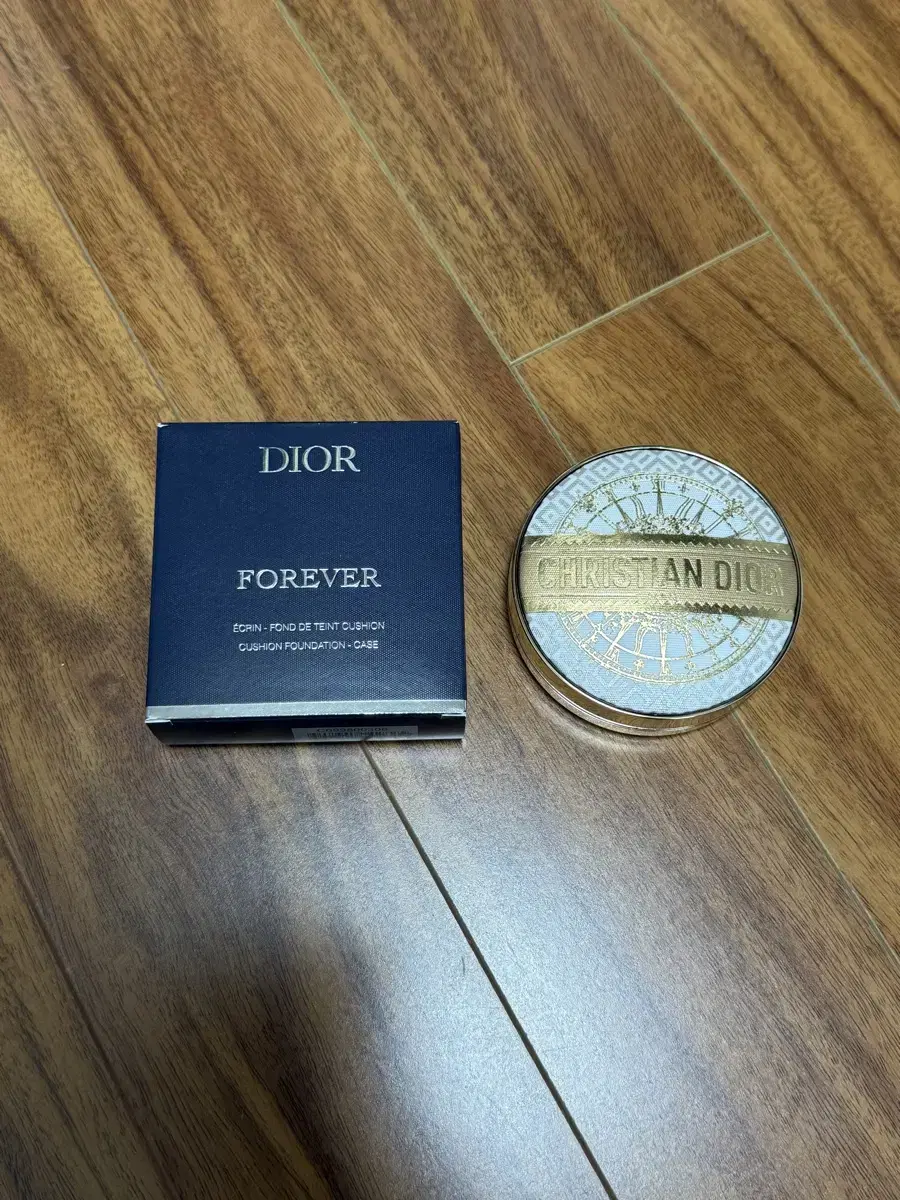 DIOR
FOREVER
ÉCRIN - FOND DE TEINT CUSHION
CUSHION FOUNDATION - CASE
CHRISTIAN DIOR